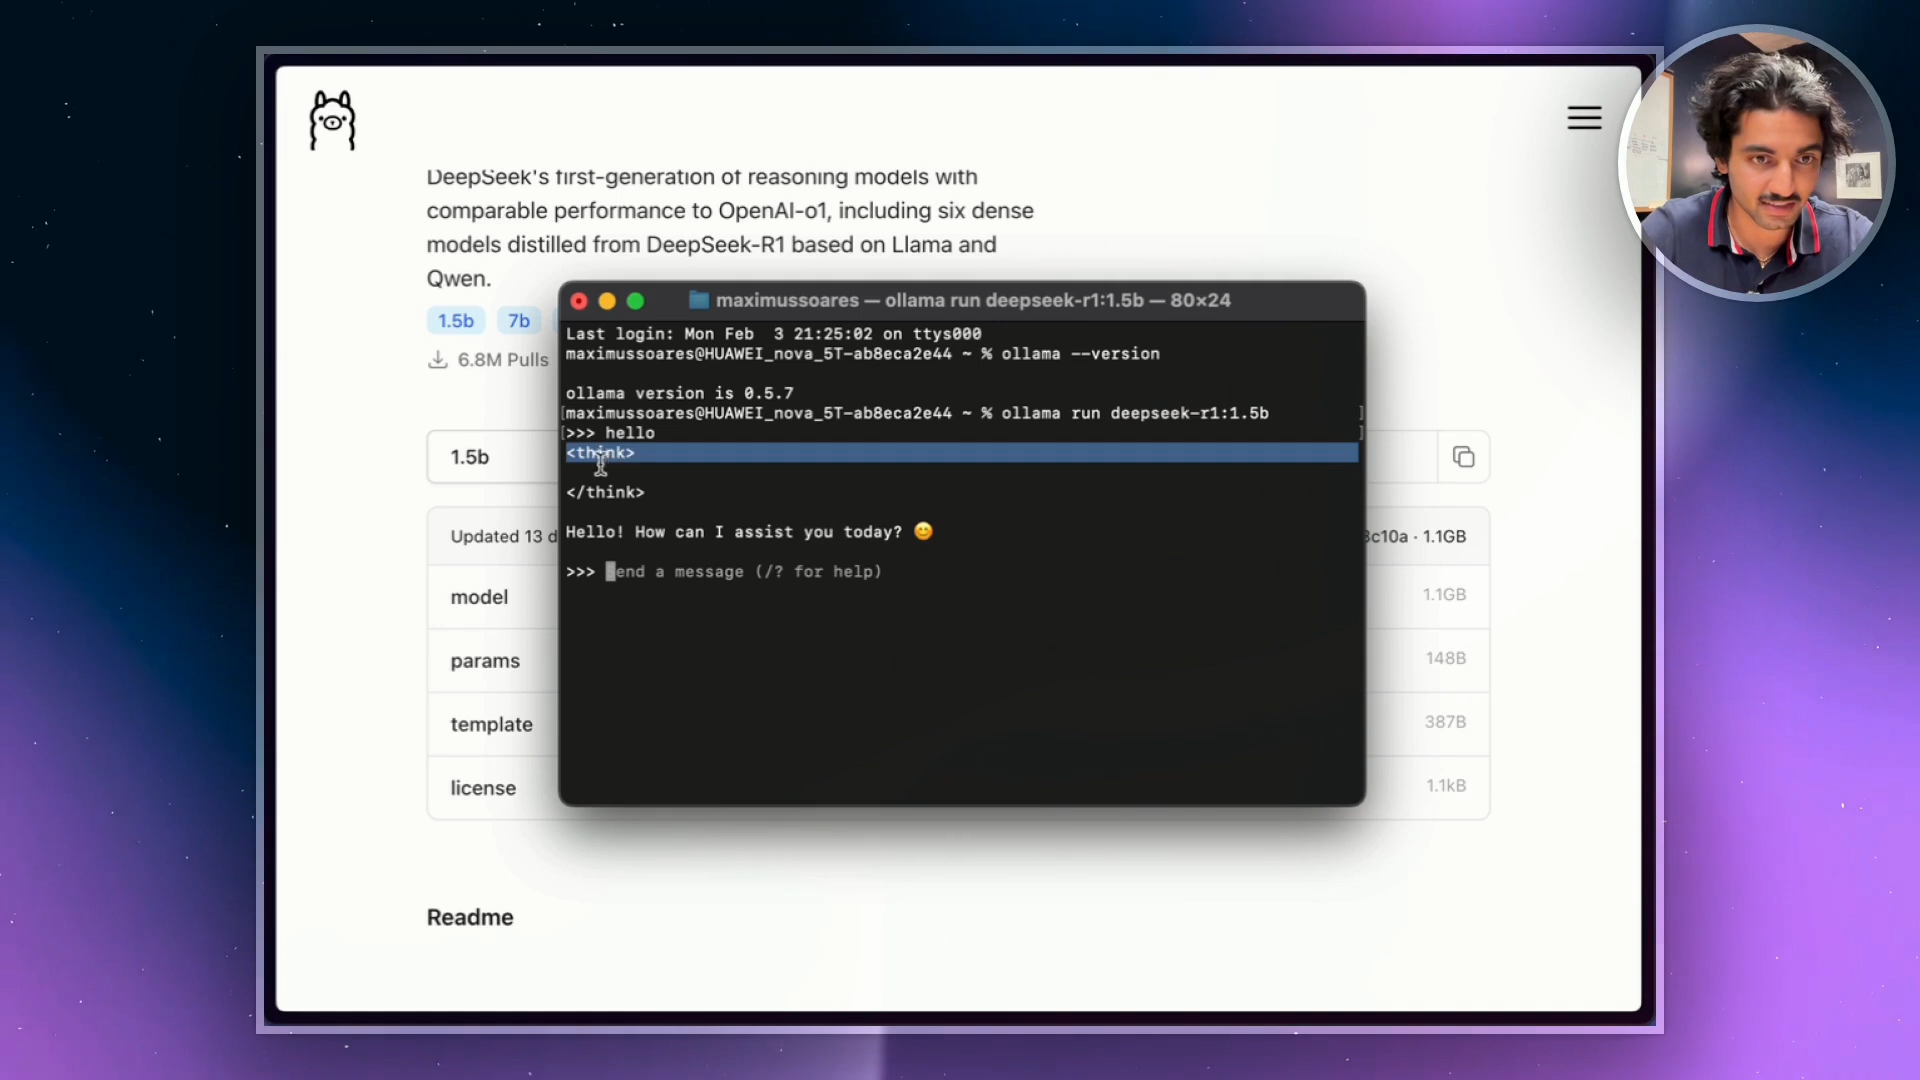 DeepSeek's first-generation of reasoning models with
comparable performance to OpenAI-o1, including six dense
models distilled from DeepSeek-R1 based on Llama and
Qwen.
1.5b 7b
6.8M Pulls
maximussoares — ollama run deepseek-r1:1.5b — 80×24
Last login: Mon Feb  3 21:25:02 on ttys000
maximussoares@HUAWEI_nova_5T-ab8eca2e44 ~ % ollama --version
ollama version is 0.5.7
[maximussoares@HUAWEI_nova_5T-ab8eca2e44 ~ % ollama run deepseek-r1:1.5b ]
[>>> hello ]
<think>
</think>
Hello! How can I assist you today? 😊
>>> Send a message (/? for help)
1.5b
Updated 13 d
c10a · 1.1GB
model 1.1GB
params 148B
template 387B
license 1.1kB
Readme